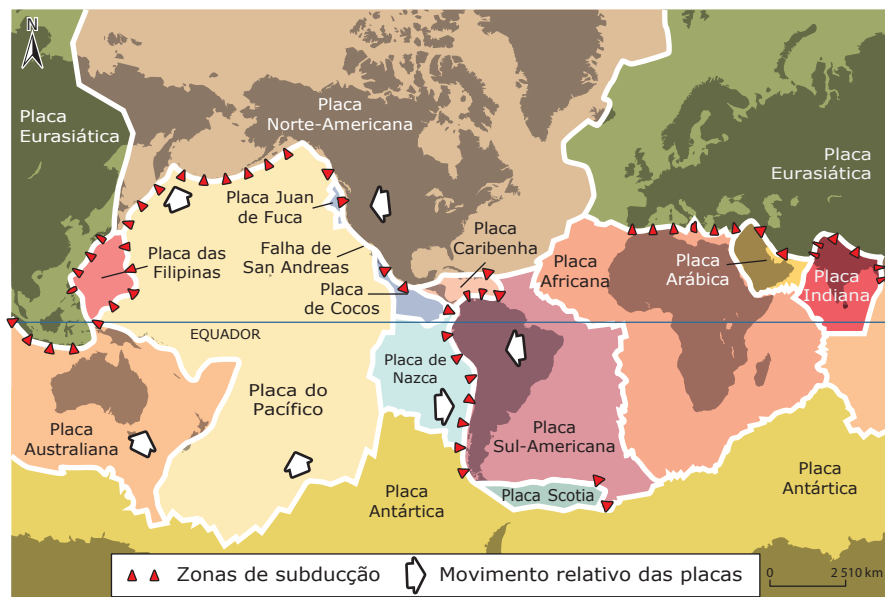 N
Placa
Eurasiática
Placa
Norte-Americana
Placa
Eurasiática
Placa Juan
de Fuca
Placa
Caribenha
Placa das
Filipinas
Falha de
San Andreas
Placa
Africana
Placa
Arábica
Placa
Indiana
Placa
de Cocos
EQUADOR
Placa de
Nazca
Placa do
Pacífico
Placa
Australiana
Placa
Sul-Americana
Placa
Antártica
Placa Scotia
Placa
Antártica
Zonas de subducção
Movimento relativo das placas
0 2 510 km